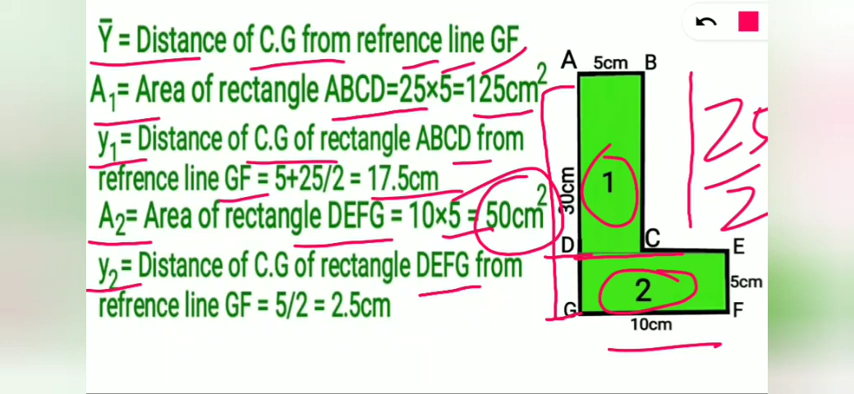 Ȳ = Distance of C.G from refrence line GF
A₁= Area of rectangle ABCD=25×5=125cm²
y₁= Distance of C.G of rectangle ABCD from
refrence line GF = 5+25/2 = 17.5cm
A₂= Area of rectangle DEFG = 10×5 = 50cm²
y₂= Distance of C.G of rectangle DEFG from
refrence line GF = 5/2 = 2.5cm
A 5cm B
30cm
1
D C E
2
5cm
G F
10cm
25
2